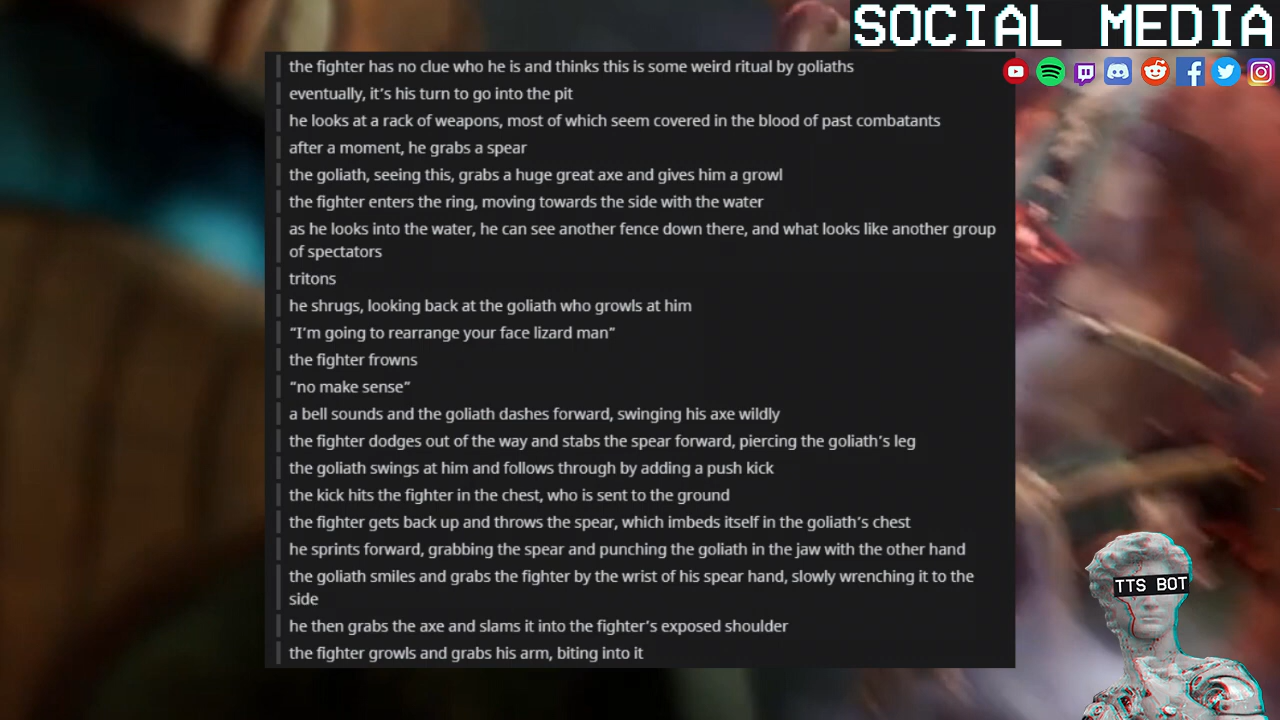 SOCIAL MEDIA
the fighter has no clue who he is and thinks this is some weird ritual by goliaths
eventually, it’s his turn to go into the pit
he looks at a rack of weapons, most of which seem covered in the blood of past combatants
after a moment, he grabs a spear
the goliath, seeing this, grabs a huge great axe and gives him a growl
the fighter enters the ring, moving towards the side with the water
as he looks into the water, he can see another fence down there, and what looks like another group
of spectators
tritons
he shrugs, looking back at the goliath who growls at him
“I’m going to rearrange your face lizard man”
the fighter frowns
“no make sense”
a bell sounds and the goliath dashes forward, swinging his axe wildly
the fighter dodges out of the way and stabs the spear forward, piercing the goliath’s leg
the goliath swings at him and follows through by adding a push kick
the kick hits the fighter in the chest, who is sent to the ground
the fighter gets back up and throws the spear, which imbeds itself in the goliath’s chest
he sprints forward, grabbing the spear and punching the goliath in the jaw with the other hand
the goliath smiles and grabs the fighter by the wrist of his spear hand, slowly wrenching it to the
side
he then grabs the axe and slams it into the fighter’s exposed shoulder
the fighter growls and grabs his arm, biting into it
TTS BOT